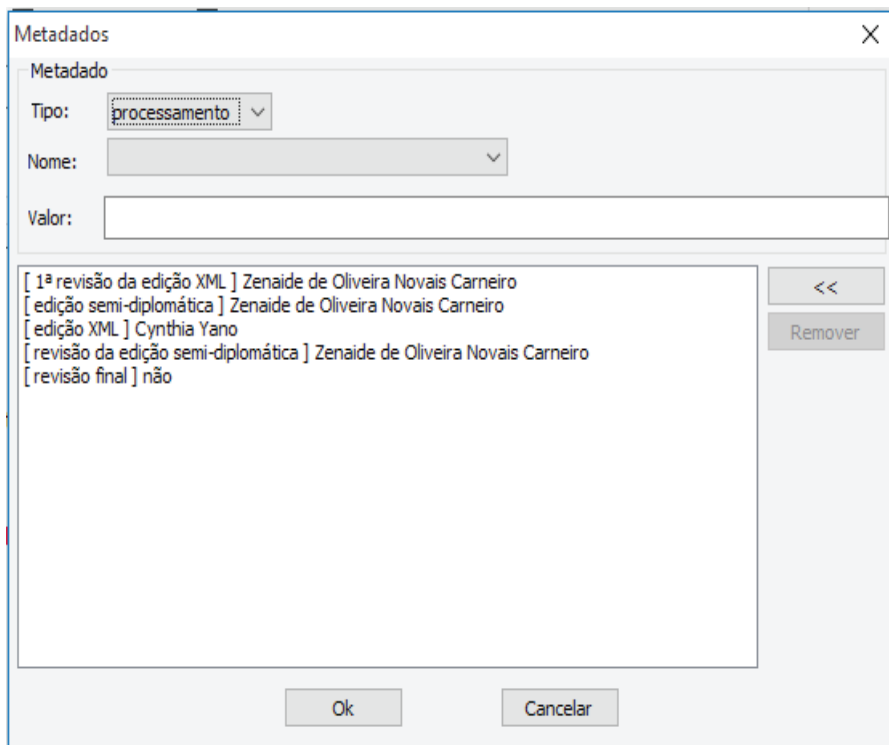 Metadados
Metadado
Tipo: processamento
Nome:
Valor:
[ 1ª revisão da edição XML ] Zenaide de Oliveira Novais Carneiro
[ edição semi-diplomática ] Zenaide de Oliveira Novais Carneiro
[ edição XML ] Cynthia Yano
[ revisão da edição semi-diplomática ] Zenaide de Oliveira Novais Carneiro
[ revisão final ] não
<<
Remover
Ok Cancelar